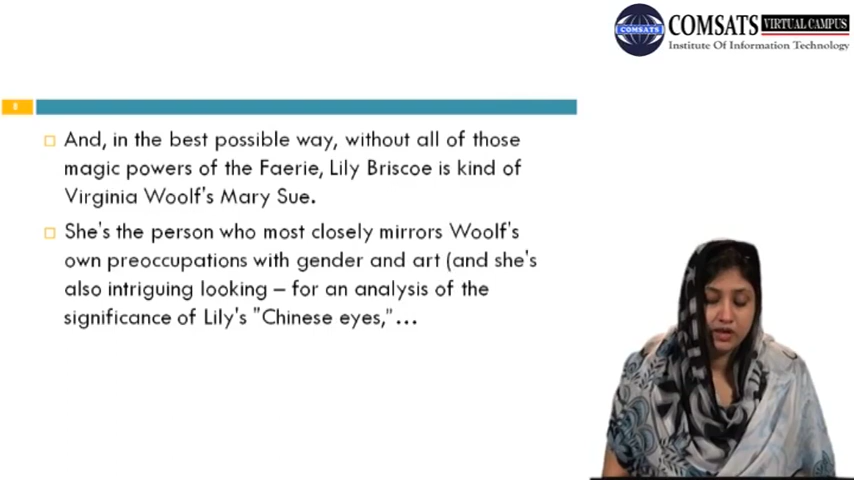 COMSATS
COMSATS VIRTUAL CAMPUS
Institute Of Information Technology
8
And, in the best possible way, without all of those
magic powers of the Faerie, Lily Briscoe is kind of
Virginia Woolf's Mary Sue.
She's the person who most closely mirrors Woolf's
own preoccupations with gender and art (and she's
also intriguing looking – for an analysis of the
significance of Lily's "Chinese eyes,"…